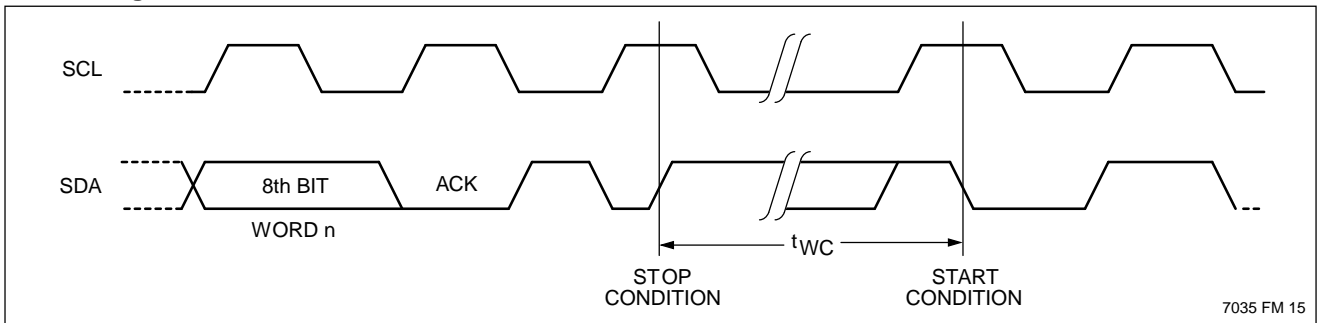 SCL
SDA
8th BIT
ACK
WORD n
tWC
STOP
CONDITION
START
CONDITION
7035 FM 15